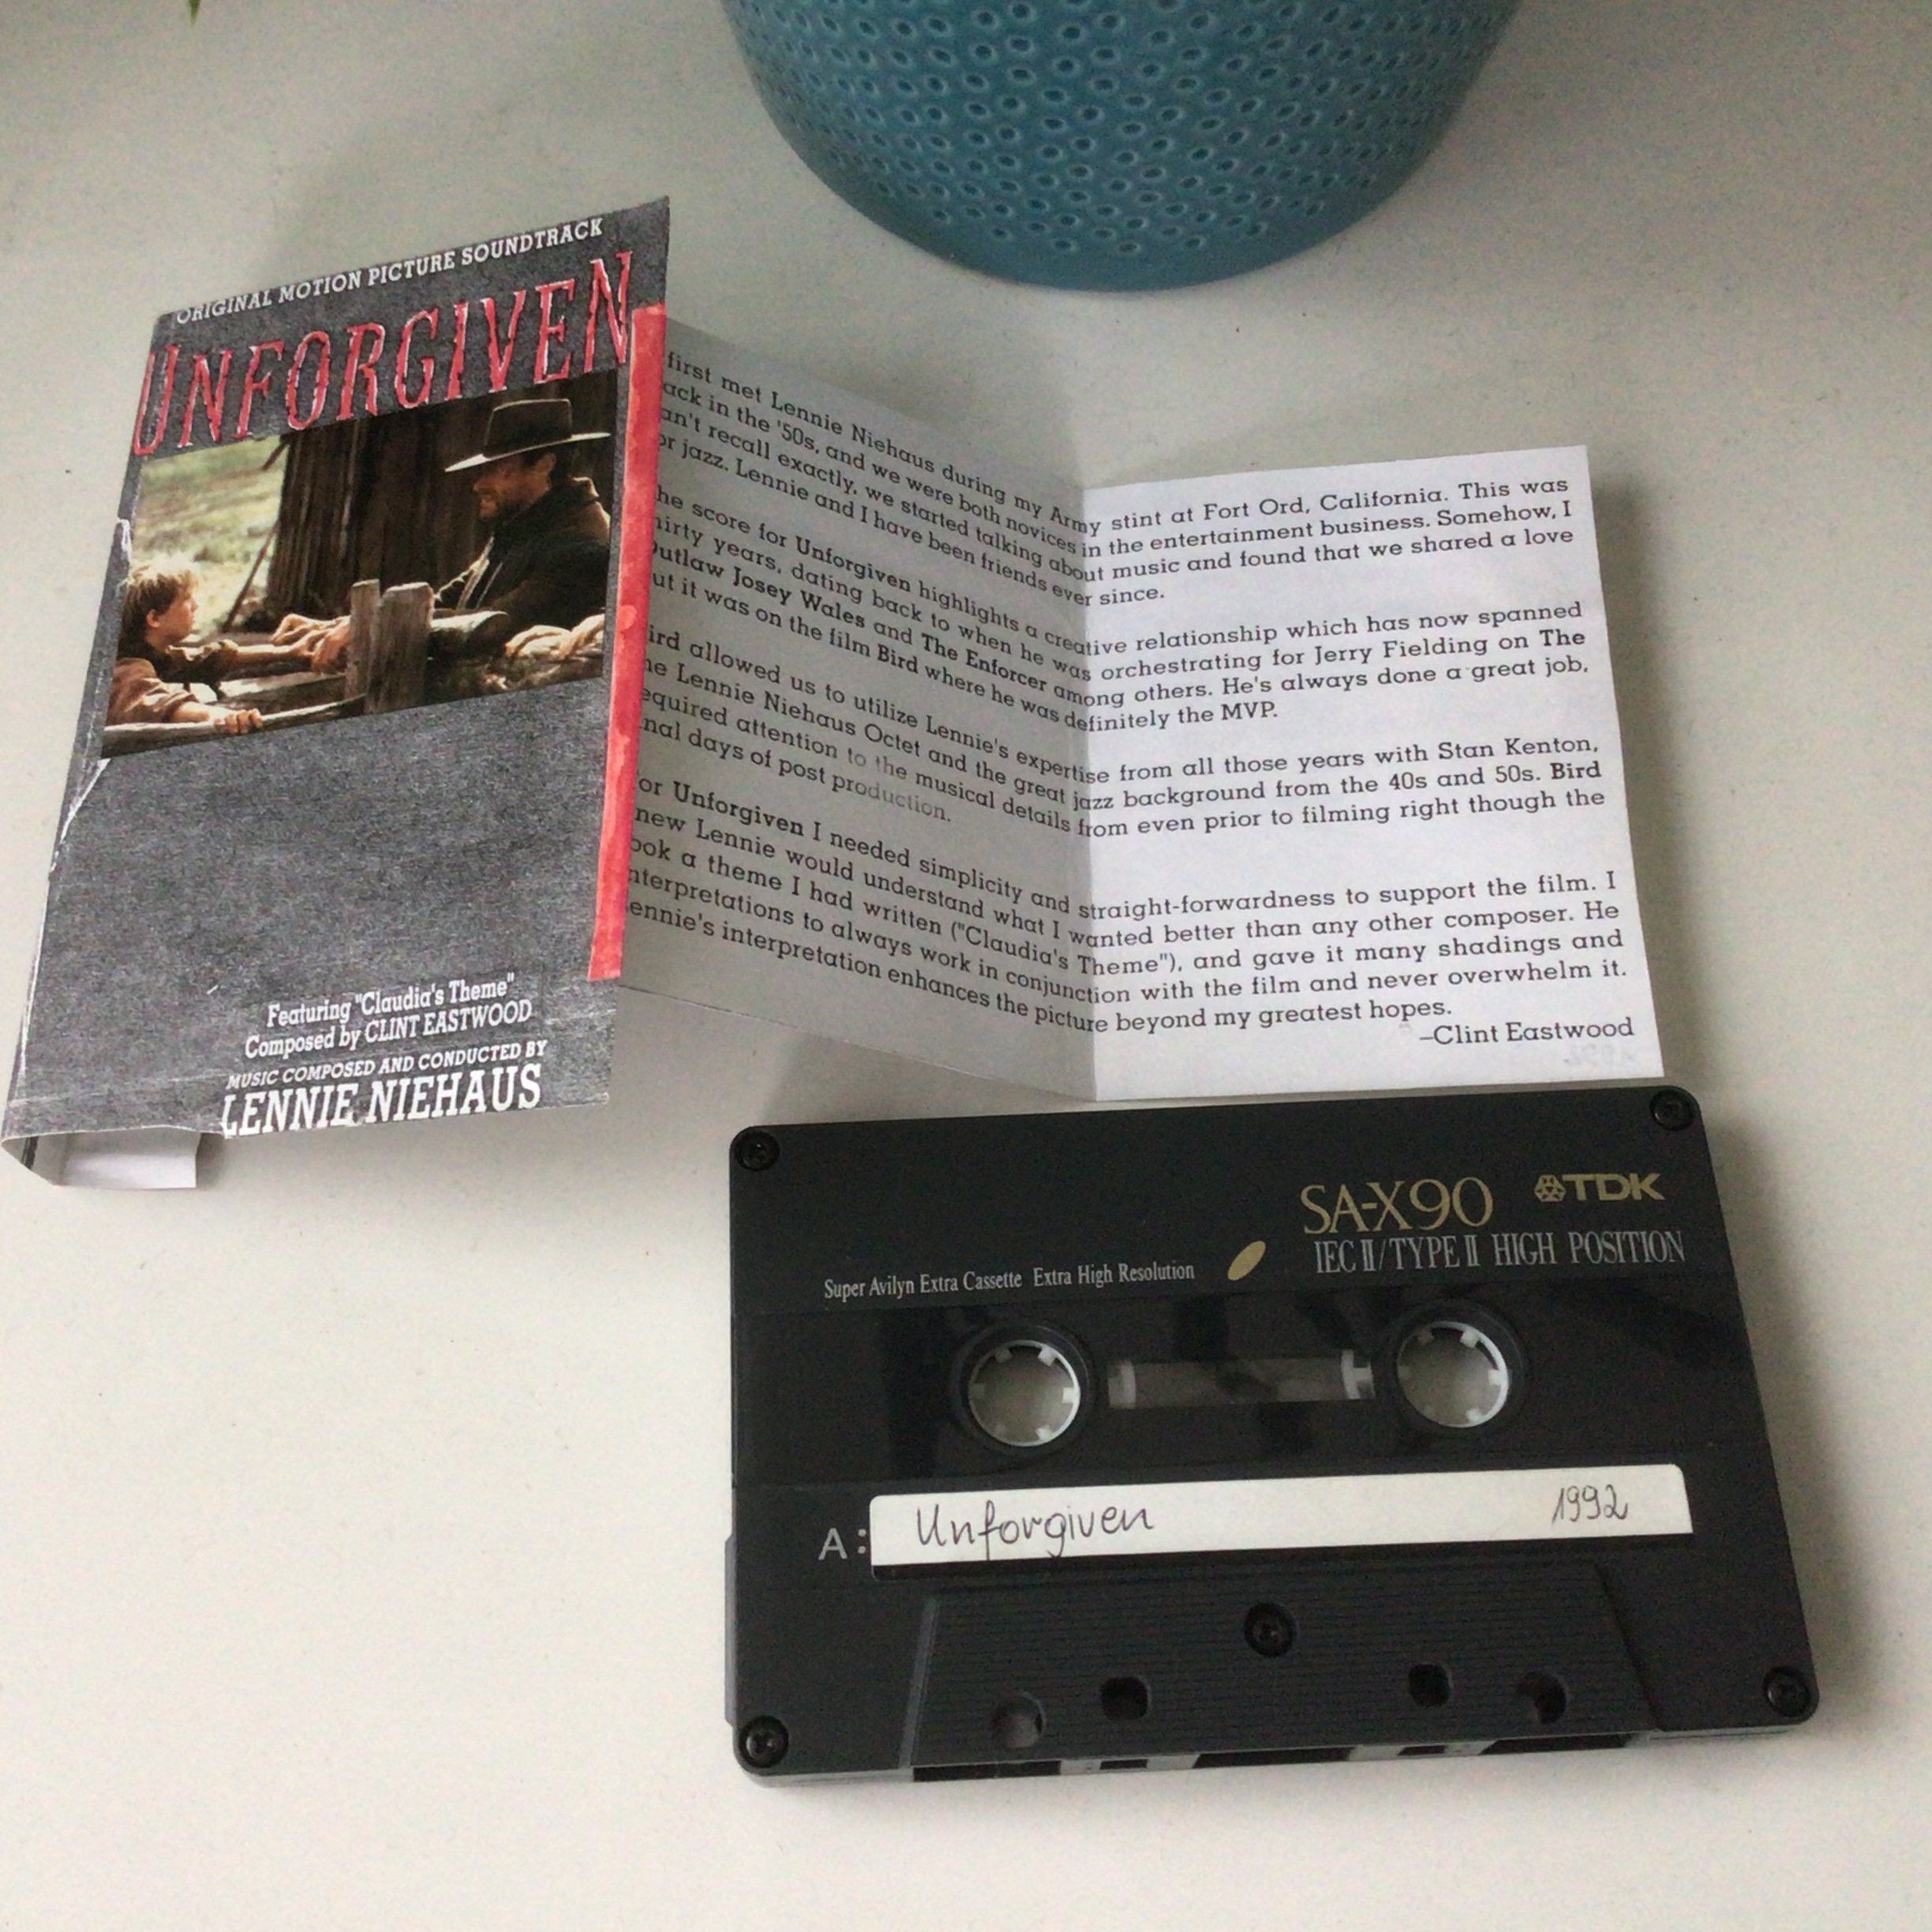 ORIGINAL MOTION PICTURE SOUNDTRACK
UNFORGIVEN
Featuring "Claudia's Theme"
Composed by CLINT EASTWOOD
MUSIC COMPOSED AND CONDUCTED BY
LENNIE NIEHAUS
first met Lennie Niehaus during my Army stint at Fort Ord, California. This was
ack in the '50s, and we were both novices in the entertainment business. Somehow, I
an't recall exactly, we started talking about music and found that we shared a love
or jazz. Lennie and I have been friends ever since.
he score for Unforgiven highlights a creative relationship which has now spanned
hirty years, dating back to when he was orchestrating for Jerry Fielding on The
Outlaw Josey Wales and The Enforcer among others. He's always done a great job,
ut it was on the film Bird where he was definitely the MVP.
ird allowed us to utilize Lennie's expertise from all those years with Stan Kenton,
he Lennie Niehaus Octet and the great jazz background from the 40s and 50s. Bird
equired attention to the musical details from even prior to filming right though the
nal days of post production.
or Unforgiven I needed simplicity and straight-forwardness to support the film. I
new Lennie would understand what I wanted better than any other composer. He
ook a theme I had written ("Claudia's Theme"), and gave it many shadings and
nterpretations to always work in conjunction with the film and never overwhelm it.
ennie's interpretation enhances the picture beyond my greatest hopes.
–Clint Eastwood
SA-X90 TDK
IEC II/TYPE II HIGH POSITION
Super Avilyn Extra Cassette Extra High Resolution
A: Unforgiven 1992